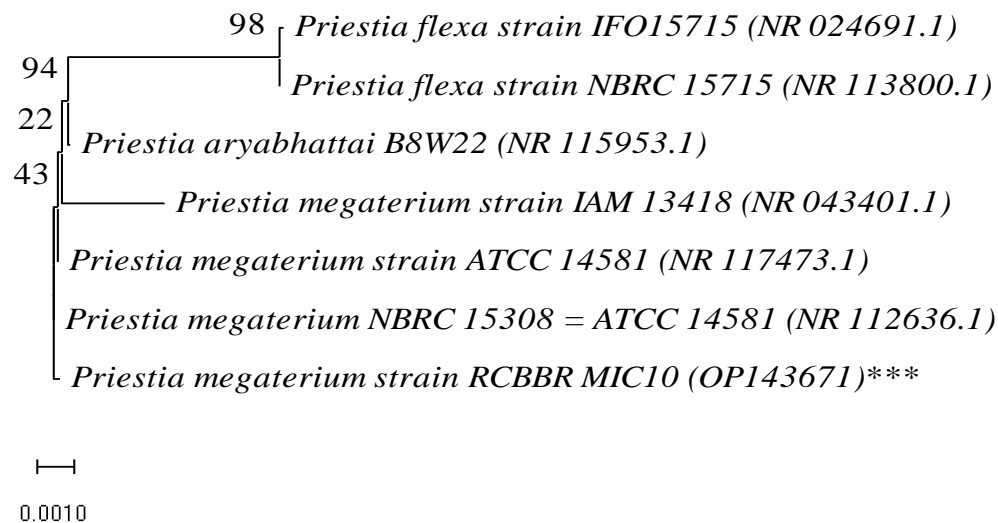 98 Priestia flexa strain IFO15715 (NR 024691.1)
94
Priestia flexa strain NBRC 15715 (NR 113800.1)
22
Priestia aryabhattai B8W22 (NR 115953.1)
43
Priestia megaterium strain IAM 13418 (NR 043401.1)
Priestia megaterium strain ATCC 14581 (NR 117473.1)
Priestia megaterium NBRC 15308 = ATCC 14581 (NR 112636.1)
Priestia megaterium strain RCBBR MIC10 (OP143671)***
0.0010